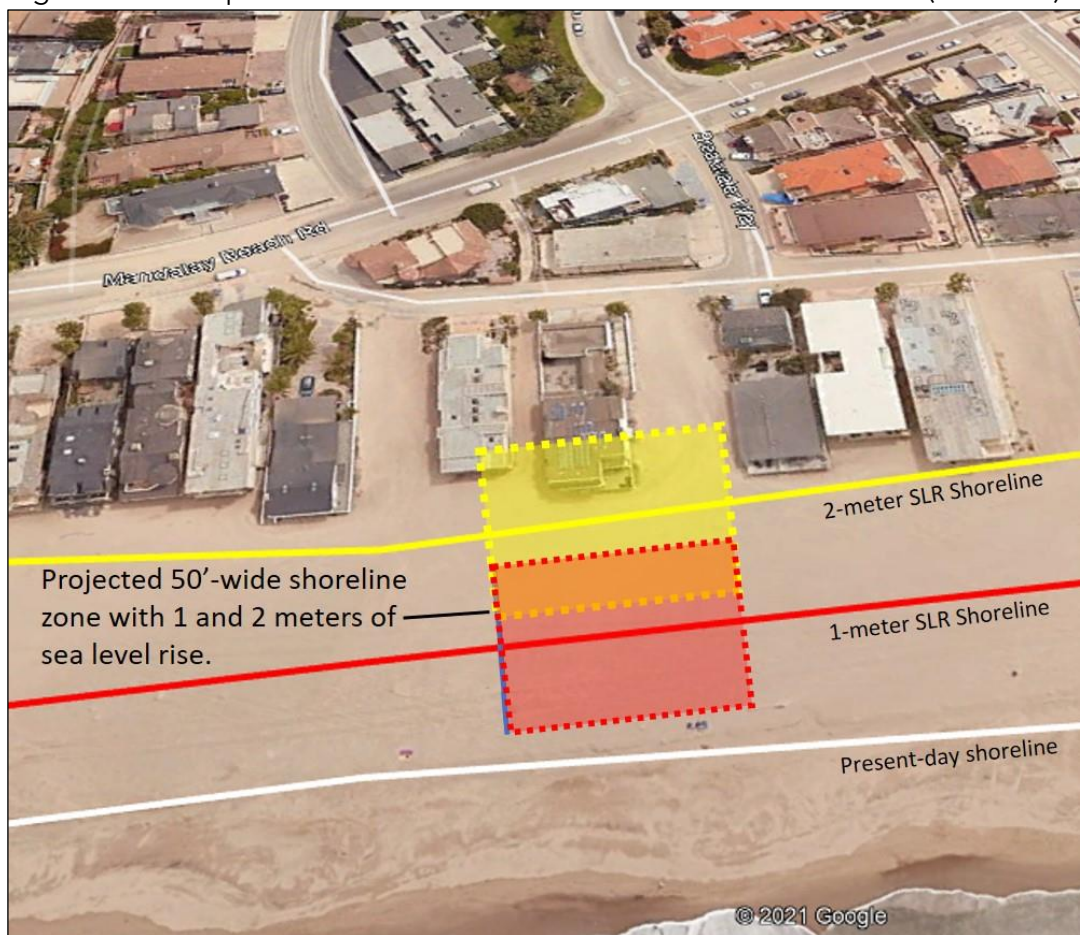 Mandalay Beach Rd
2-meter SLR Shoreline
Projected 50'-wide shoreline
zone with 1 and 2 meters of
sea level rise.
1-meter SLR Shoreline
Present-day shoreline
© 2021 Google